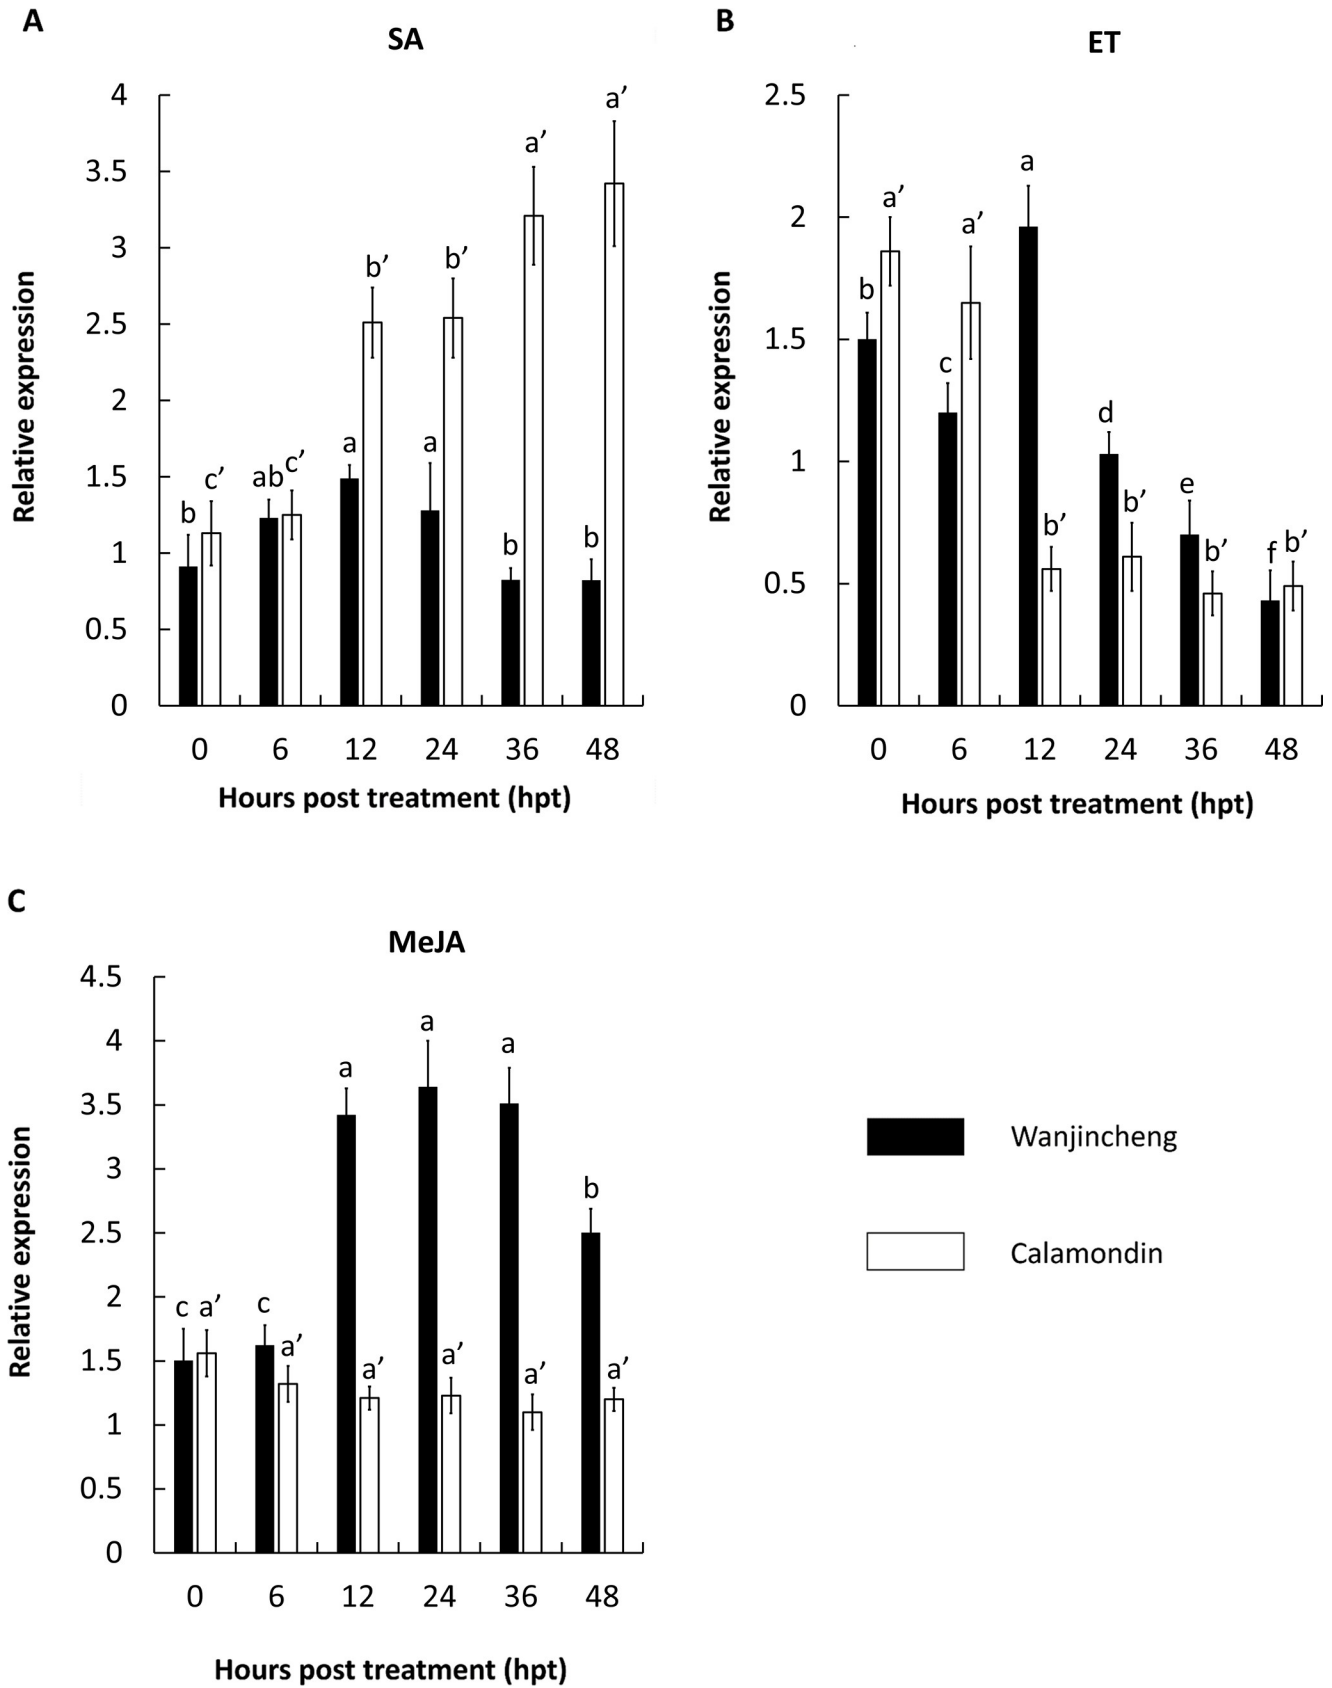 A
SA
Relative expression
4
3.5
3
2.5
2
1.5
1
0.5
0
b c’ ab c’ a b’ a b’ b a’ b a’
0 6 12 24 36 48
Hours post treatment (hpt)
B
ET
Relative expression
2.5
2
1.5
1
0.5
0
b a’ c a’ a b’ d b’ e b’ f b’
0 6 12 24 36 48
Hours post treatment (hpt)
C
MeJA
Relative expression
4.5
4
3.5
3
2.5
2
1.5
1
0.5
0
c a’ c a’ a a’ a a’ a a’ b a’
0 6 12 24 36 48
Hours post treatment (hpt)
Wanjincheng
Calamondin